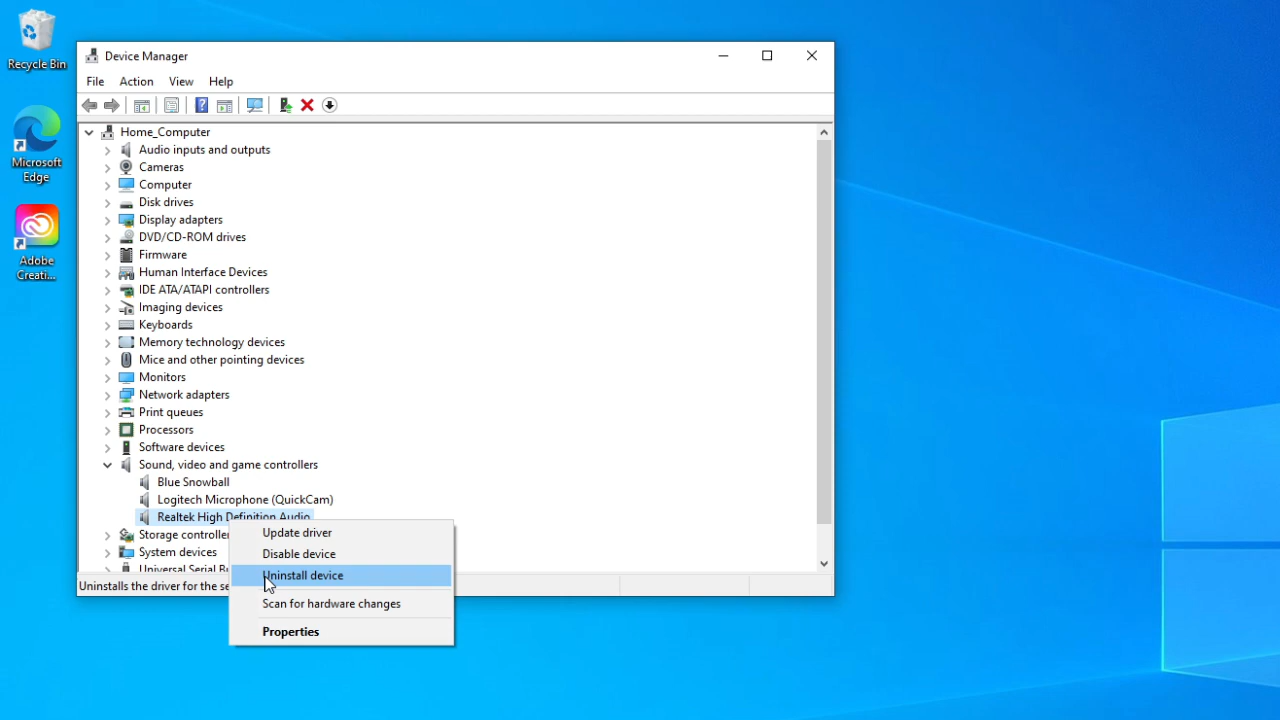 Recycle Bin
Microsoft
Edge
Adobe
Creati...
Device Manager
File Action View Help
Home_Computer
Audio inputs and outputs
Cameras
Computer
Disk drives
Display adapters
DVD/CD-ROM drives
Firmware
Human Interface Devices
IDE ATA/ATAPI controllers
Imaging devices
Keyboards
Memory technology devices
Mice and other pointing devices
Monitors
Network adapters
Print queues
Processors
Software devices
Sound, video and game controllers
Blue Snowball
Logitech Microphone (QuickCam)
Realtek High Definition Audio
Storage controller
System devices
Universal Serial Bu
Uninstalls the driver for the se
Update driver
Disable device
Uninstall device
Scan for hardware changes
Properties